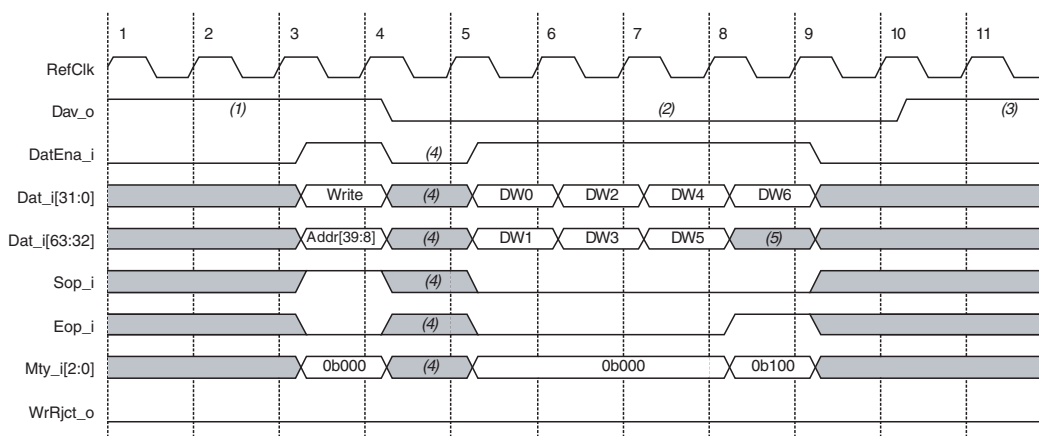 1 2 3 4 5 6 7 8 9 10 11
RefClk
Dav_o (1) (2) (3)
DatEna_i (4)
Dat_i[31:0] Write (4) DW0 DW2 DW4 DW6
Dat_i[63:32] Addr[39:8] (4) DW1 DW3 DW5 (5)
Sop_i (4)
Eop_i (4)
Mty_i[2:0] 0b000 (4) 0b000 0b100
WrRjct_o